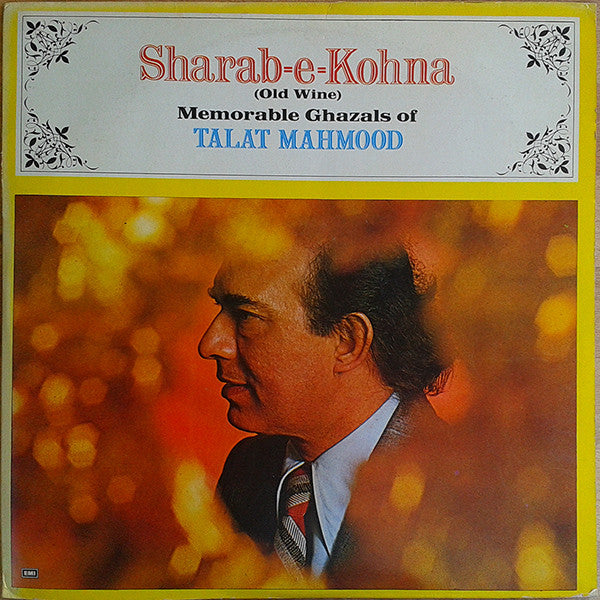 Sharab-e-Kohna
(Old Wine)
Memorable Ghazals of
TALAT MAHMOOD
EMI